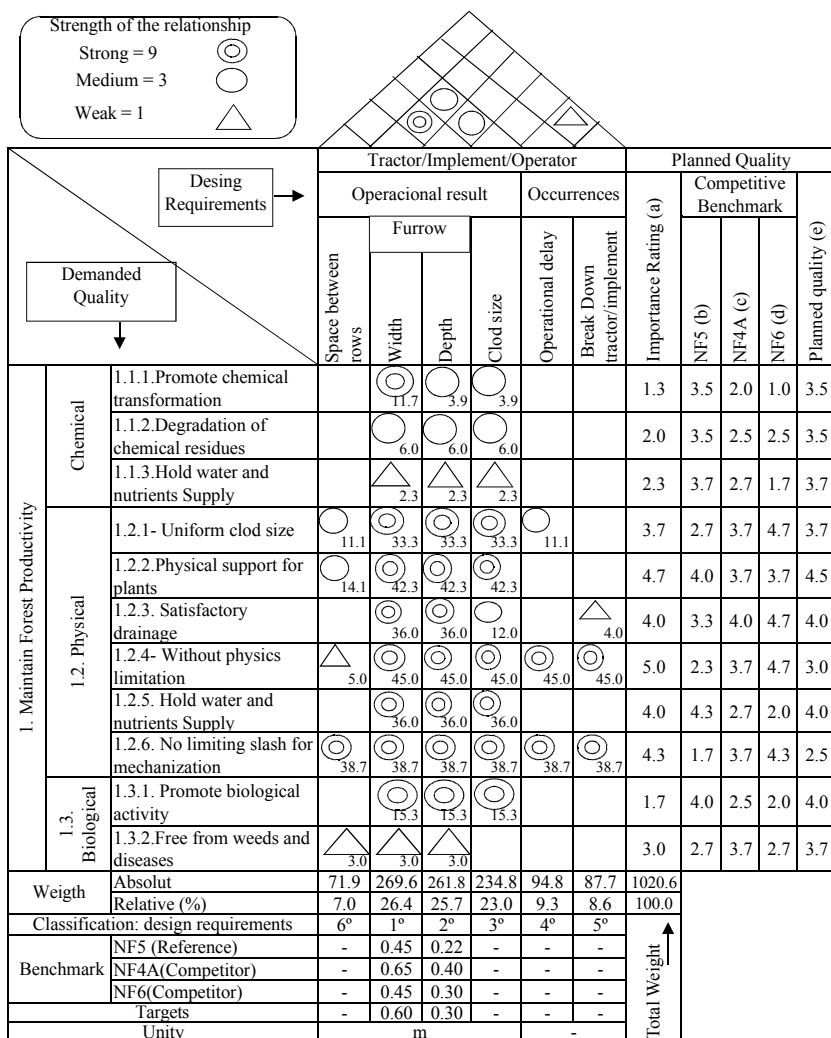 Strength of the relationship
Strong = 9
Medium = 3
Weak = 1
Tractor/Implement/Operator
Planned Quality
Desing
Requirements
Operacional result
Occurrences
Importance Rating (a)
Competitive
Benchmark
Planned quality (e)
Furrow
Demanded
Quality
Space between
rows
Width
Depth
Clod size
Operational delay
Break Down
tractor/implement
NF5 (b)
NF4A (c)
NF6 (d)
1. Maintain Forest Productivity
Chemical
1.1.1.Promote chemical
transformation
11.7 3.9 3.9 1.3 3.5 2.0 1.0 3.5
1.1.2.Degradation of
chemical residues
6.0 6.0 6.0 2.0 3.5 2.5 2.5 3.5
1.1.3.Hold water and
nutrients Supply
2.3 2.3 2.3 2.3 3.7 2.7 1.7 3.7
1.2. Physical
1.2.1- Uniform clod size
11.1 33.3 33.3 33.3 11.1 3.7 2.7 3.7 4.7 3.7
1.2.2.Physical support for
plants
14.1 42.3 42.3 42.3 4.7 4.0 3.7 3.7 4.5
1.2.3. Satisfactory
drainage
36.0 36.0 12.0 4.0 4.0 3.3 4.0 4.7 4.0
1.2.4- Without physics
limitation
5.0 45.0 45.0 45.0 45.0 45.0 5.0 2.3 3.7 4.7 3.0
1.2.5. Hold water and
nutrients Supply
36.0 36.0 36.0 4.0 4.3 2.7 2.0 4.0
1.2.6. No limiting slash for
mechanization
38.7 38.7 38.7 38.7 38.7 38.7 4.3 1.7 3.7 4.3 2.5
1.3.
Biological
1.3.1. Promote biological
activity
15.3 15.3 15.3 1.7 4.0 2.5 2.0 4.0
1.3.2.Free from weeds and
diseases
3.0 3.0 3.0 3.0 2.7 3.7 2.7 3.7
Weigth
Absolut 71.9 269.6 261.8 234.8 94.8 87.7 1020.6
Relative (%) 7.0 26.4 25.7 23.0 9.3 8.6 100.0
Classification: design requirements 6º 1º 2º 3º 4º 5º
Total Weight
Benchmark
NF5 (Reference) - 0.45 0.22 - - -
NF4A(Competitor) - 0.65 0.40 - - -
NF6(Competitor) - 0.45 0.30 - - -
Targets - 0.60 0.30 - - -
Unity m -